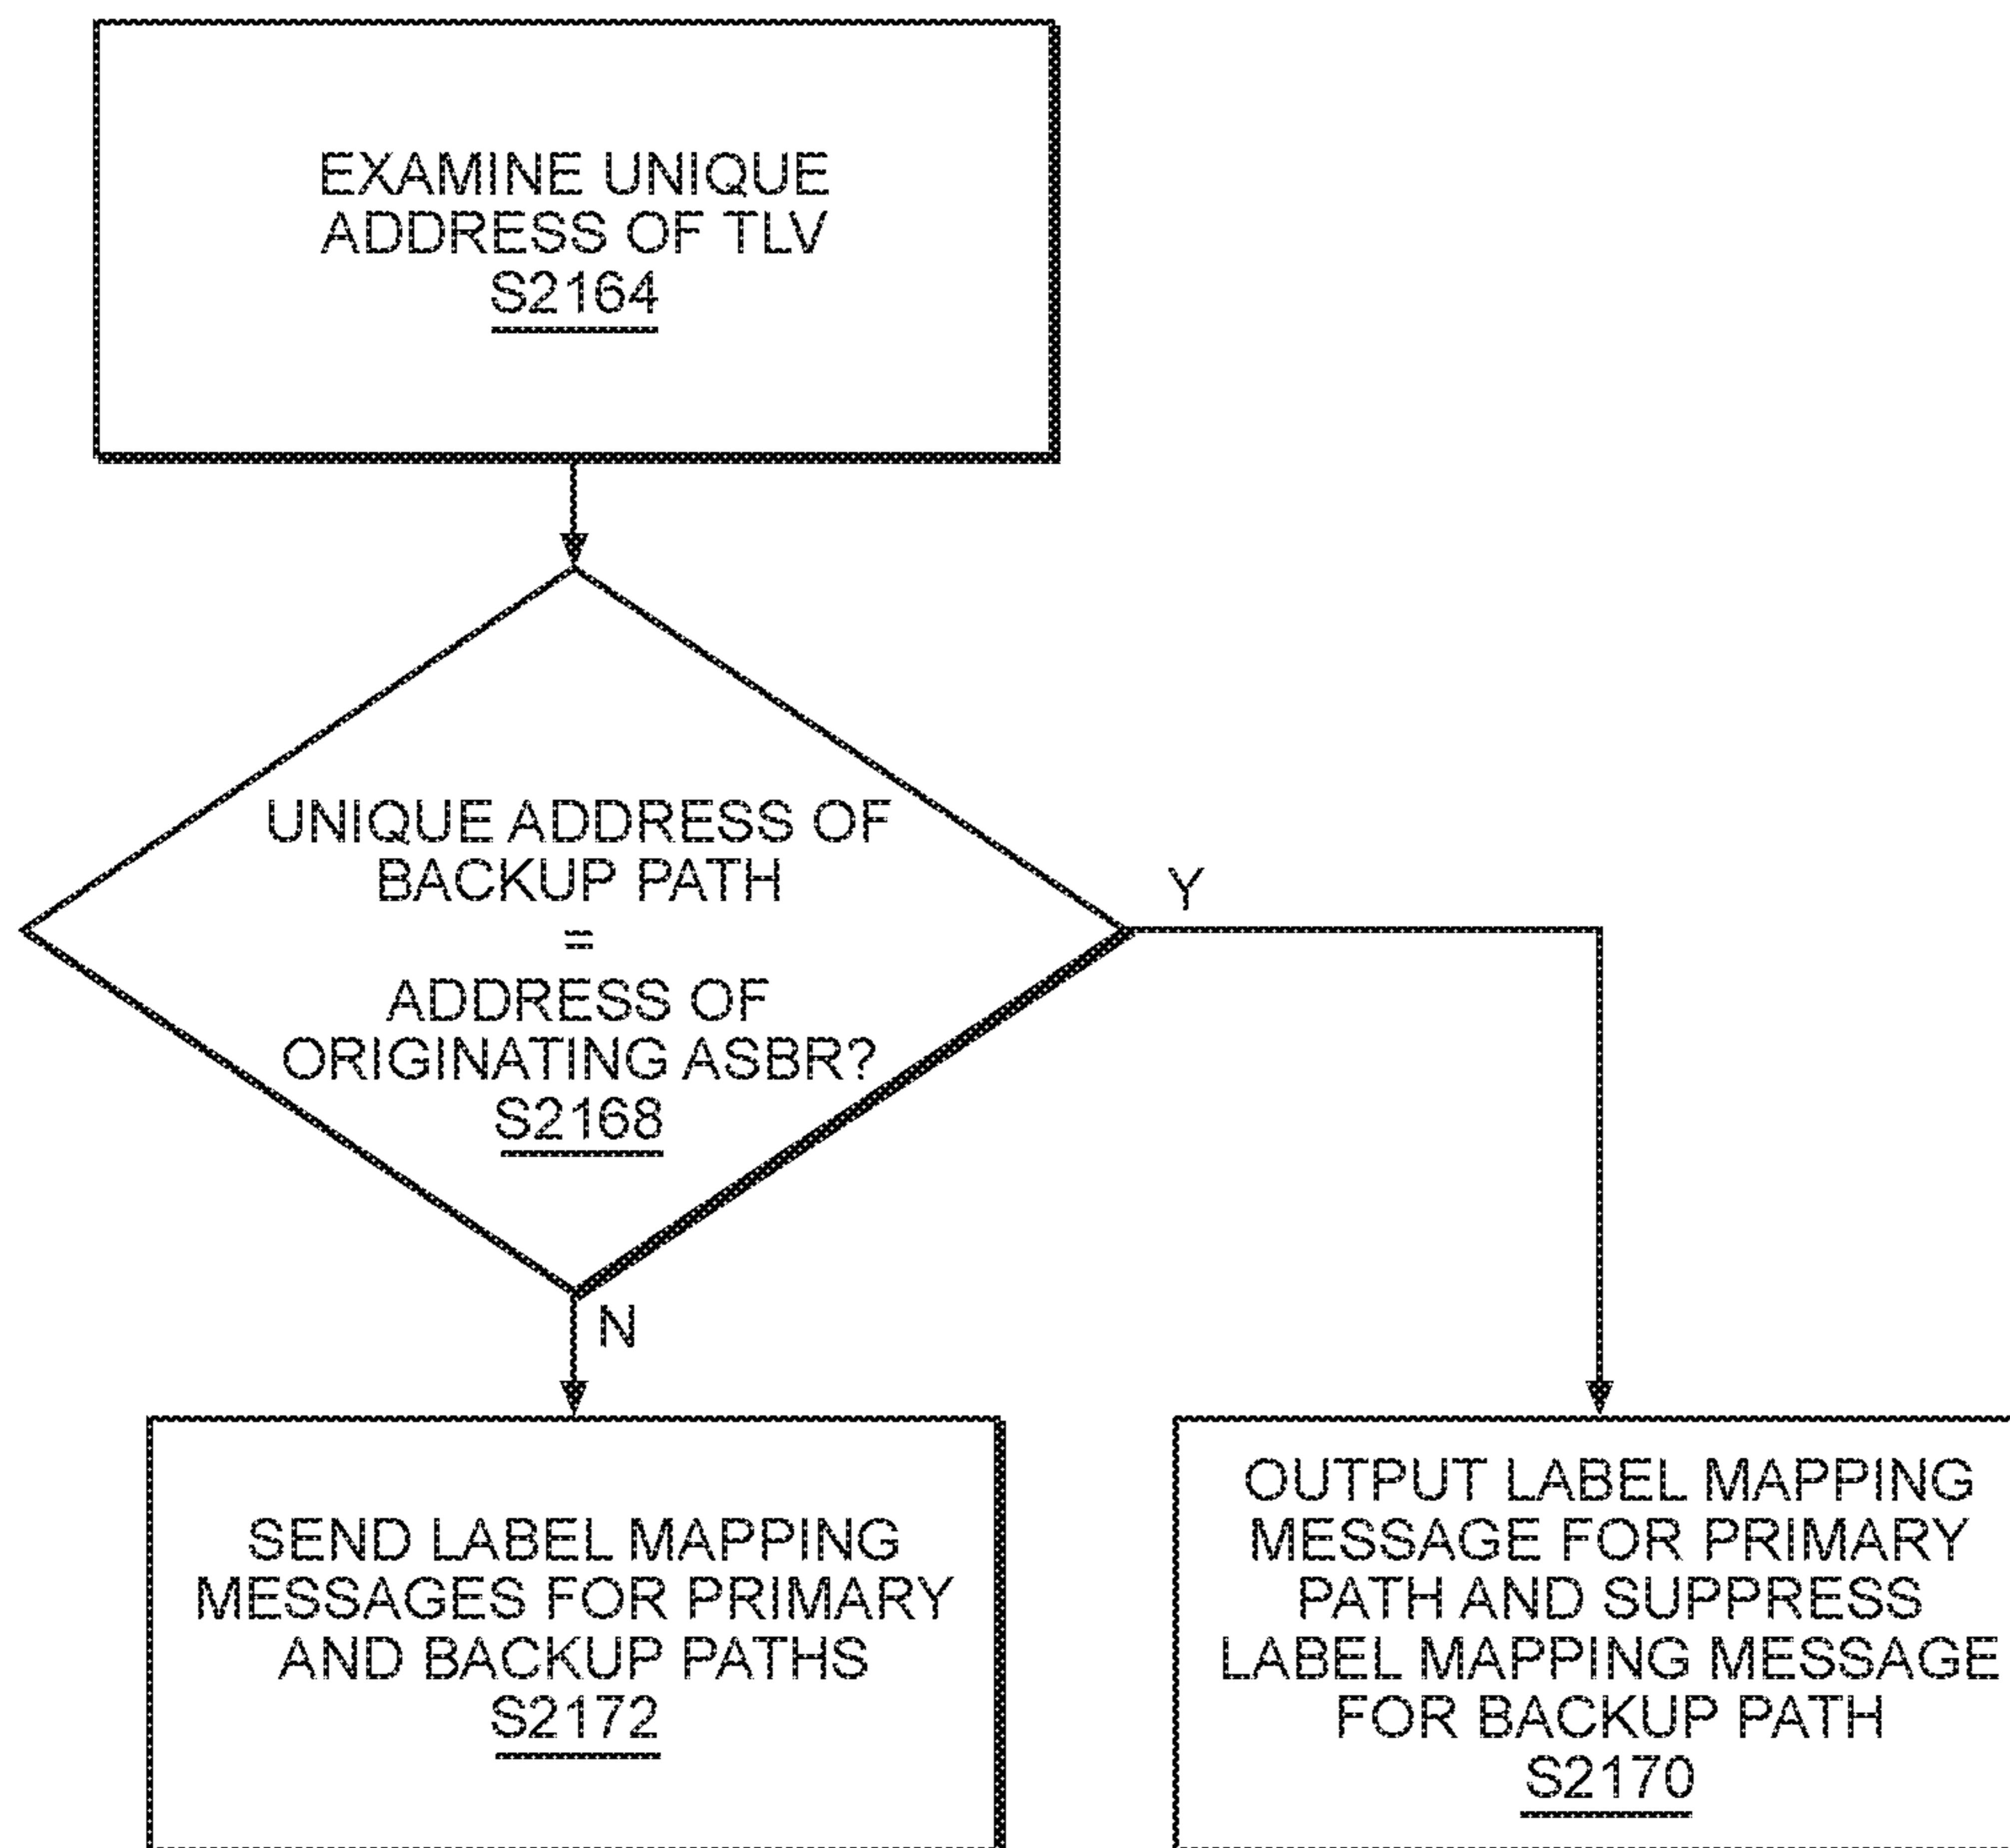 EXAMINE UNIQUE
ADDRESS OF TLV
S2164
UNIQUE ADDRESS OF
BACKUP PATH
=
ADDRESS OF
ORIGINATING ASBR?
S2168
Y
N
SEND LABEL MAPPING
MESSAGES FOR PRIMARY
AND BACKUP PATHS
S2172
OUTPUT LABEL MAPPING
MESSAGE FOR PRIMARY
PATH AND SUPPRESS
LABEL MAPPING MESSAGE
FOR BACKUP PATH
S2170